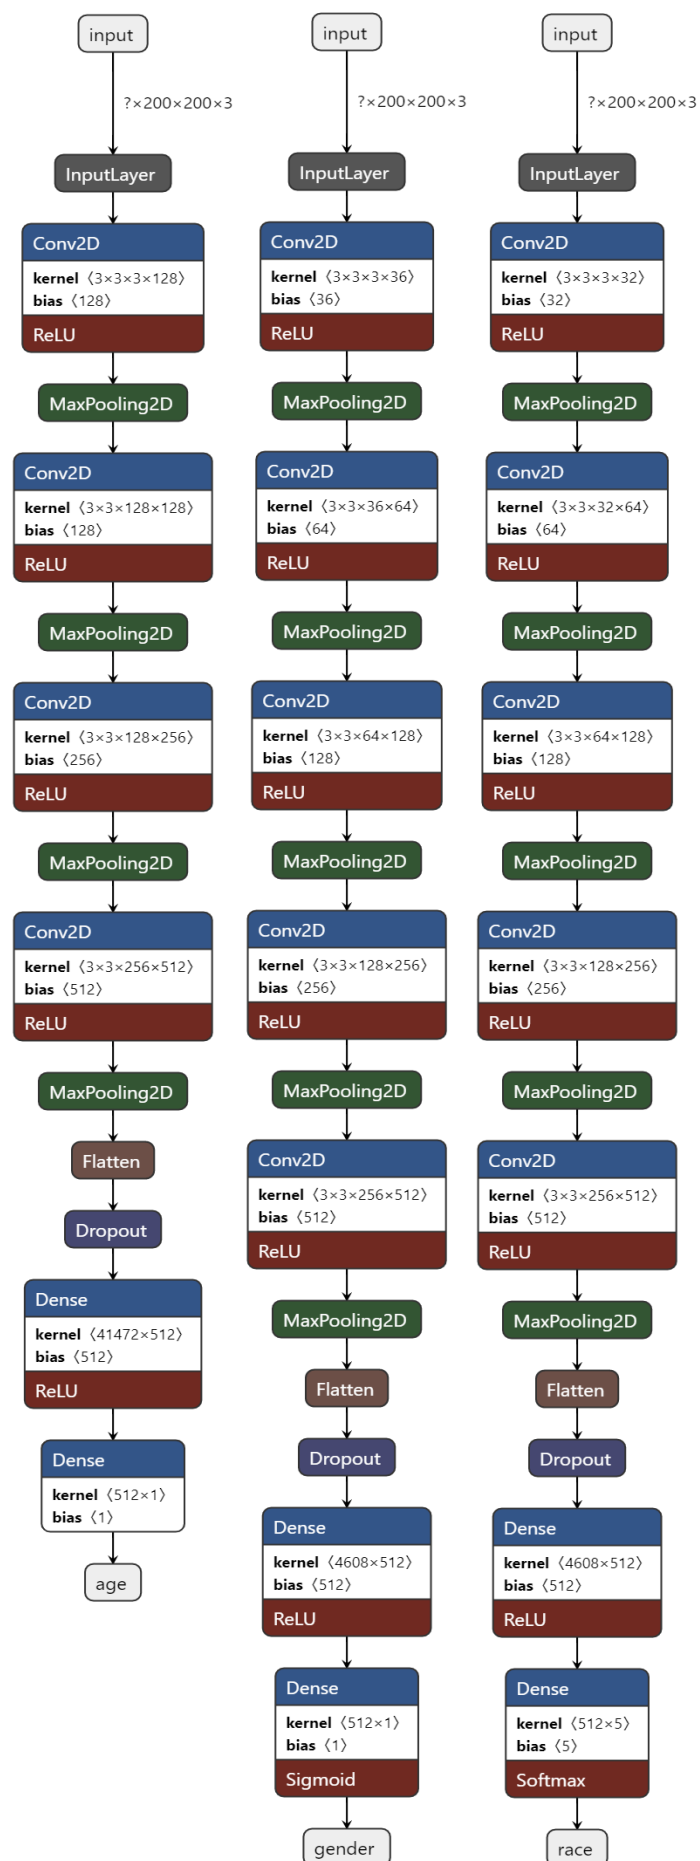 input
?×200×200×3
InputLayer
Conv2D
kernel 〈3×3×3×128〉
bias 〈128〉
ReLU
MaxPooling2D
Conv2D
kernel 〈3×3×128×128〉
bias 〈128〉
ReLU
MaxPooling2D
Conv2D
kernel 〈3×3×128×256〉
bias 〈256〉
ReLU
MaxPooling2D
Conv2D
kernel 〈3×3×256×512〉
bias 〈512〉
ReLU
MaxPooling2D
Flatten
Dropout
Dense
kernel 〈41472×512〉
bias 〈512〉
ReLU
Dense
kernel 〈512×1〉
bias 〈1〉
age
input
?×200×200×3
InputLayer
Conv2D
kernel 〈3×3×3×36〉
bias 〈36〉
ReLU
MaxPooling2D
Conv2D
kernel 〈3×3×36×64〉
bias 〈64〉
ReLU
MaxPooling2D
Conv2D
kernel 〈3×3×64×128〉
bias 〈128〉
ReLU
MaxPooling2D
Conv2D
kernel 〈3×3×128×256〉
bias 〈256〉
ReLU
MaxPooling2D
Conv2D
kernel 〈3×3×256×512〉
bias 〈512〉
ReLU
MaxPooling2D
Flatten
Dropout
Dense
kernel 〈4608×512〉
bias 〈512〉
ReLU
Dense
kernel 〈512×1〉
bias 〈1〉
Sigmoid
gender
input
?×200×200×3
InputLayer
Conv2D
kernel 〈3×3×3×32〉
bias 〈32〉
ReLU
MaxPooling2D
Conv2D
kernel 〈3×3×32×64〉
bias 〈64〉
ReLU
MaxPooling2D
Conv2D
kernel 〈3×3×64×128〉
bias 〈128〉
ReLU
MaxPooling2D
Conv2D
kernel 〈3×3×128×256〉
bias 〈256〉
ReLU
MaxPooling2D
Conv2D
kernel 〈3×3×256×512〉
bias 〈512〉
ReLU
MaxPooling2D
Flatten
Dropout
Dense
kernel 〈4608×512〉
bias 〈512〉
ReLU
Dense
kernel 〈512×5〉
bias 〈5〉
Softmax
race